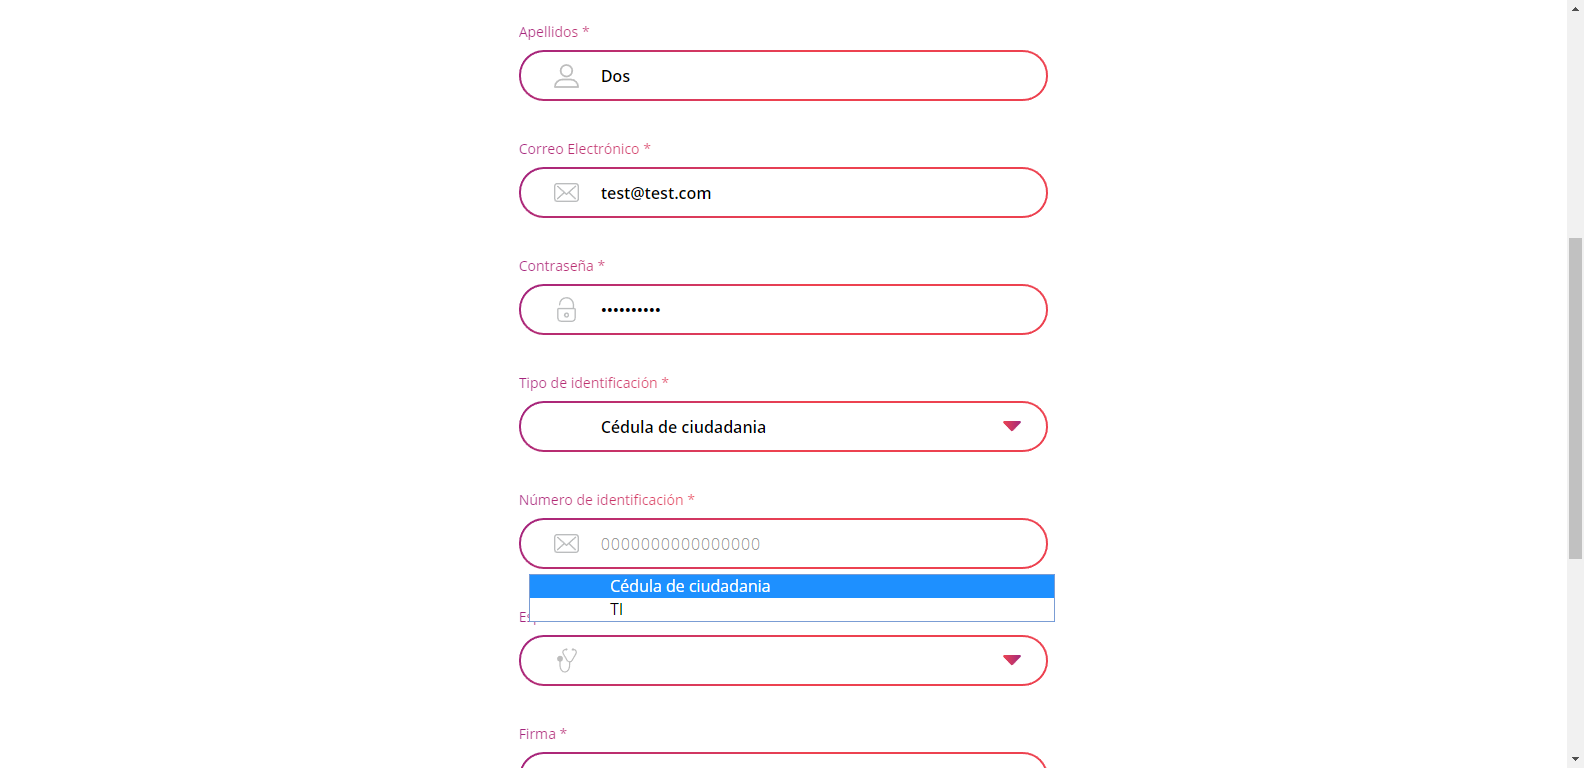 Apellidos *
Dos
Correo Electrónico *
test@test.com
Contraseña *
••••••••••
Tipo de identificación *
Cédula de ciudadania
Número de identificación *
0000000000000000
Cédula de ciudadania
TI
Firma *